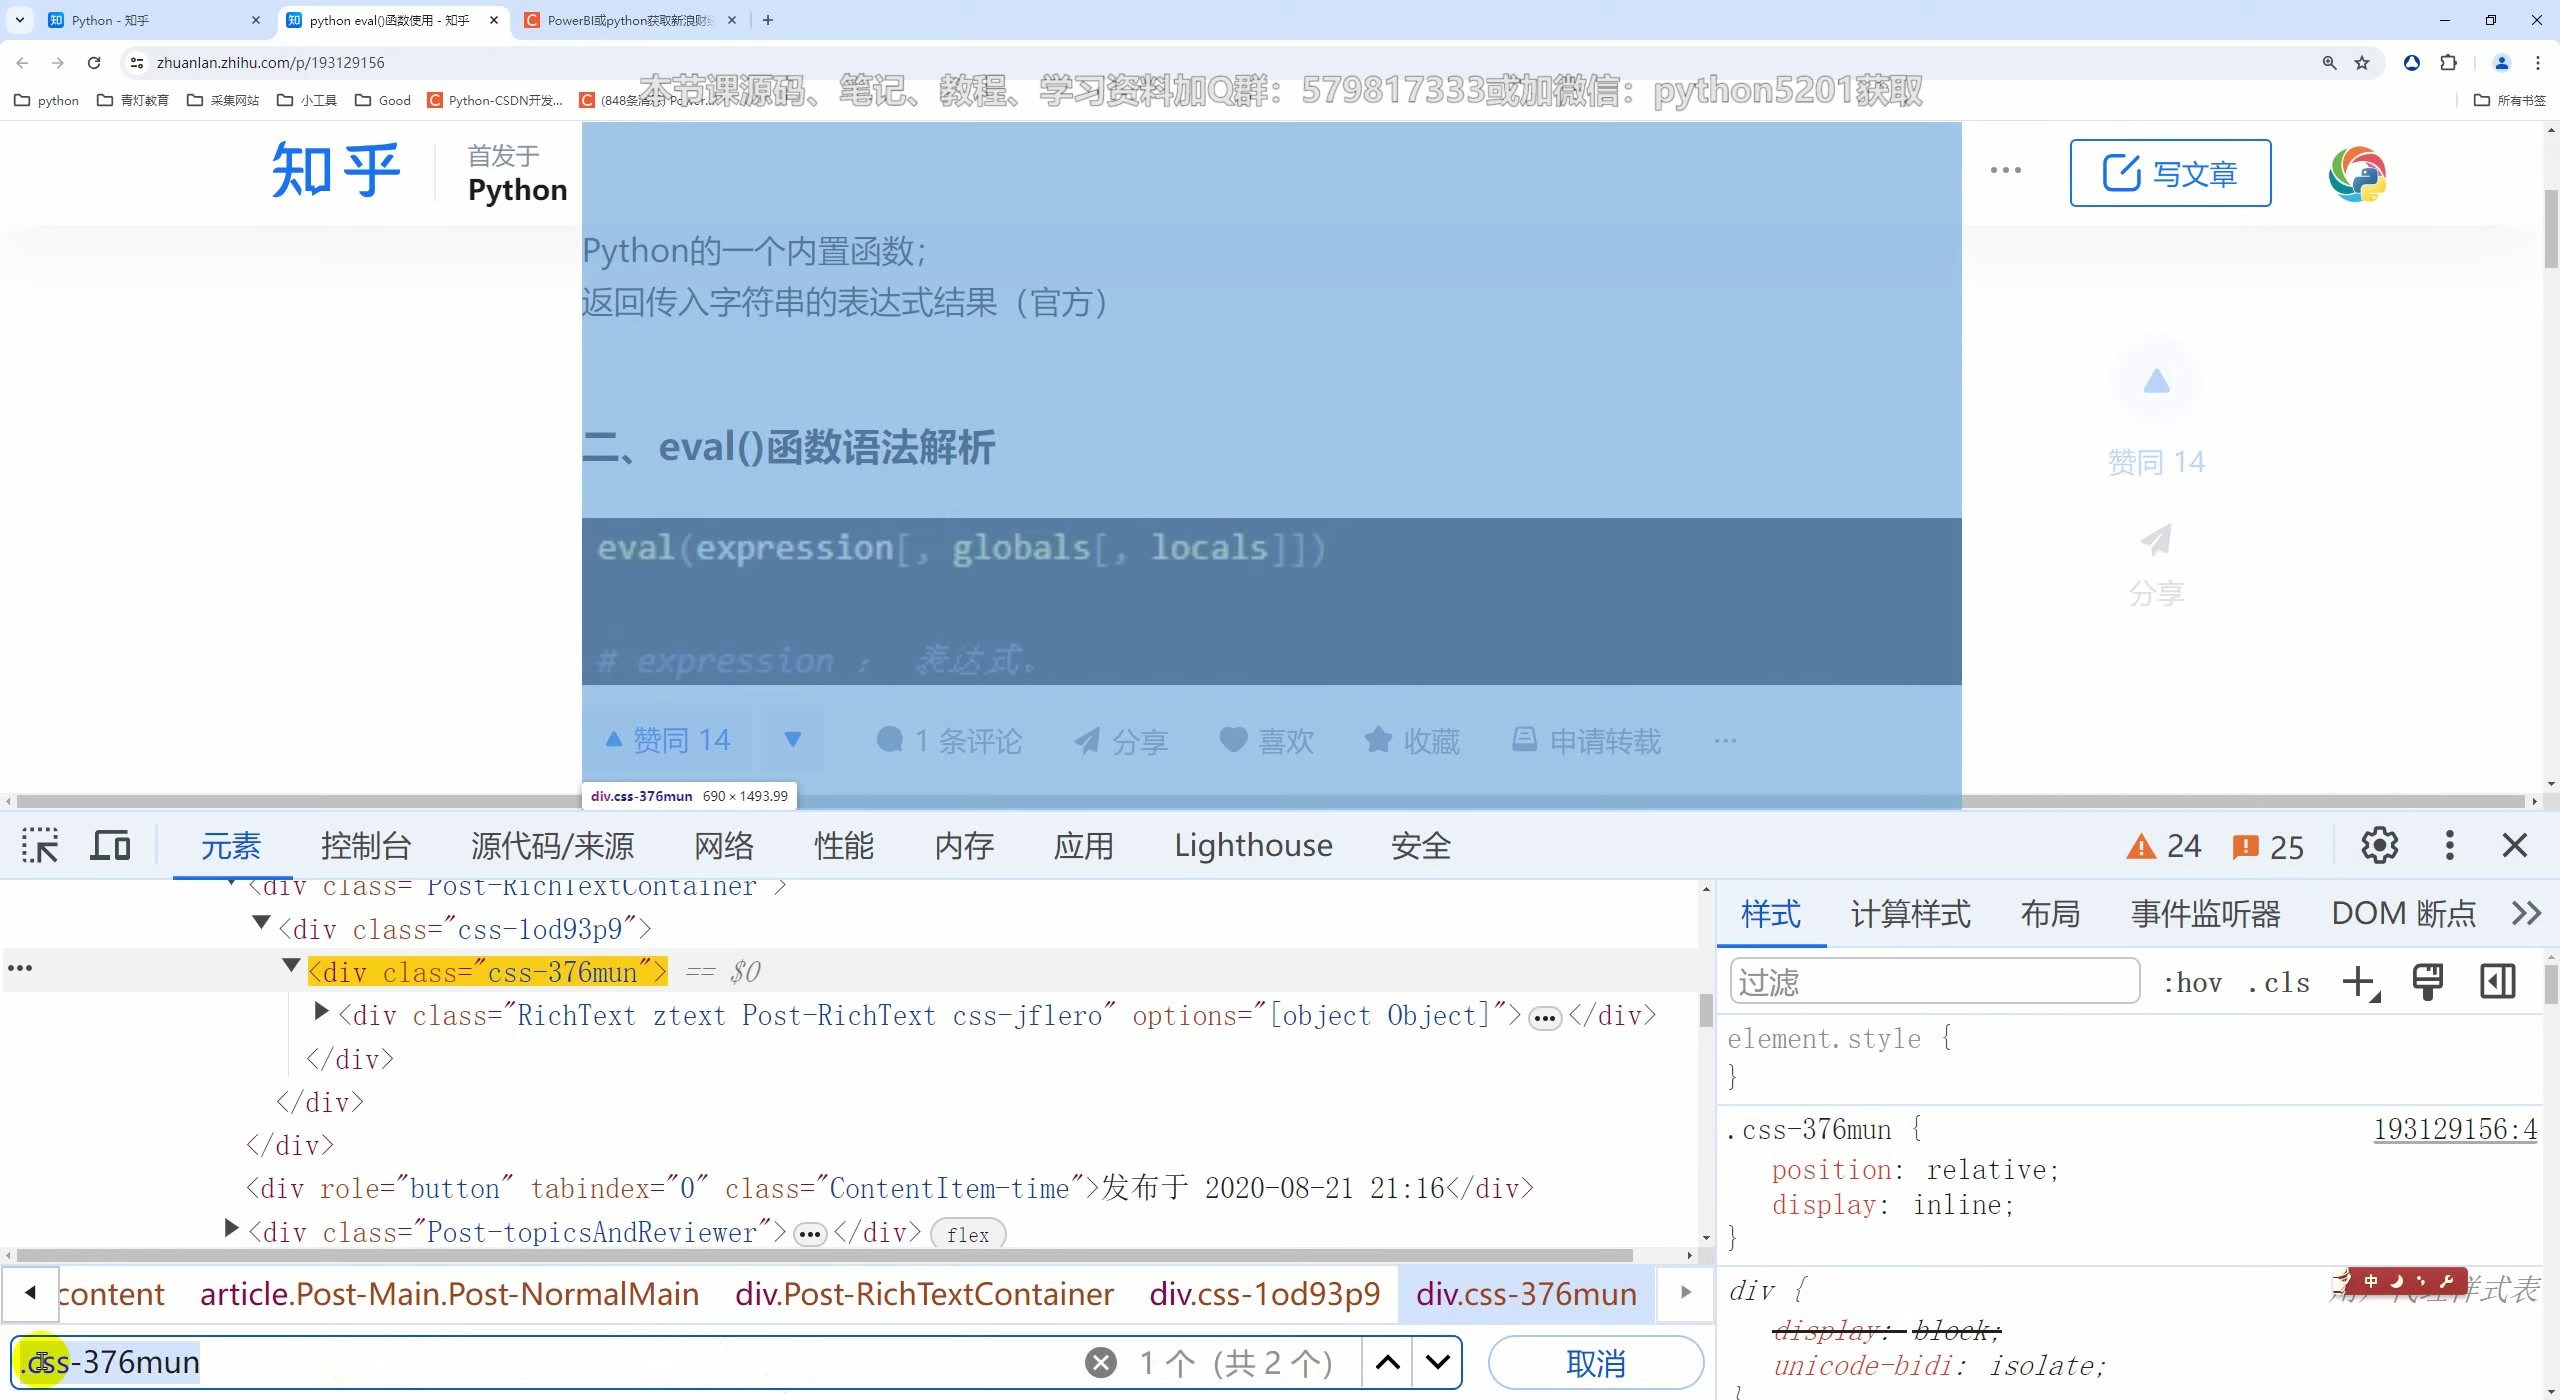 Python - 知乎
python eval()函数使用 - 知乎
PowerBI或python获取新浪财经
zhuanlan.zhihu.com/p/193129156
本节课源码、笔记、教程、学习资料加Q群：579817333或加微信：python5201获取
python
青灯教育
采集网站
小工具
Good
Python-CSDN开发...
所有书签
知乎
首发于
Python
写文章
Python的一个内置函数；
返回传入字符串的表达式结果（官方）
二、eval()函数语法解析
eval(expression[, globals[, locals]])
# expression ： 表达式。
赞同 14
分享
赞同 14
1 条评论
分享
喜欢
收藏
申请转载
div.css-376mun 690 × 1493.99
元素
控制台
源代码/来源
网络
性能
内存
应用
Lighthouse
安全
24
25
<div class="Post-RichTextContainer">
<div class="css-1od93p9">
<div class="css-376mun"> == $0
<div class="RichText ztext Post-RichText css-jflero" options="[object Object]">…</div>
</div>
</div>
</div>
<div role="button" tabindex="0" class="ContentItem-time">发布于 2020-08-21 21:16</div>
<div class="Post-topicsAndReviewer">…</div> flex
content
article.Post-Main.Post-NormalMain
div.Post-RichTextContainer
div.css-1od93p9
div.css-376mun
.css-376mun
1 个（共 2 个）
取消
样式
计算样式
布局
事件监听器
DOM 断点
过滤
:hov
.cls
element.style {
}
.css-376mun {
193129156:4
position: relative;
display: inline;
}
div {
样式表
中
display: block;
unicode-bidi: isolate;
}